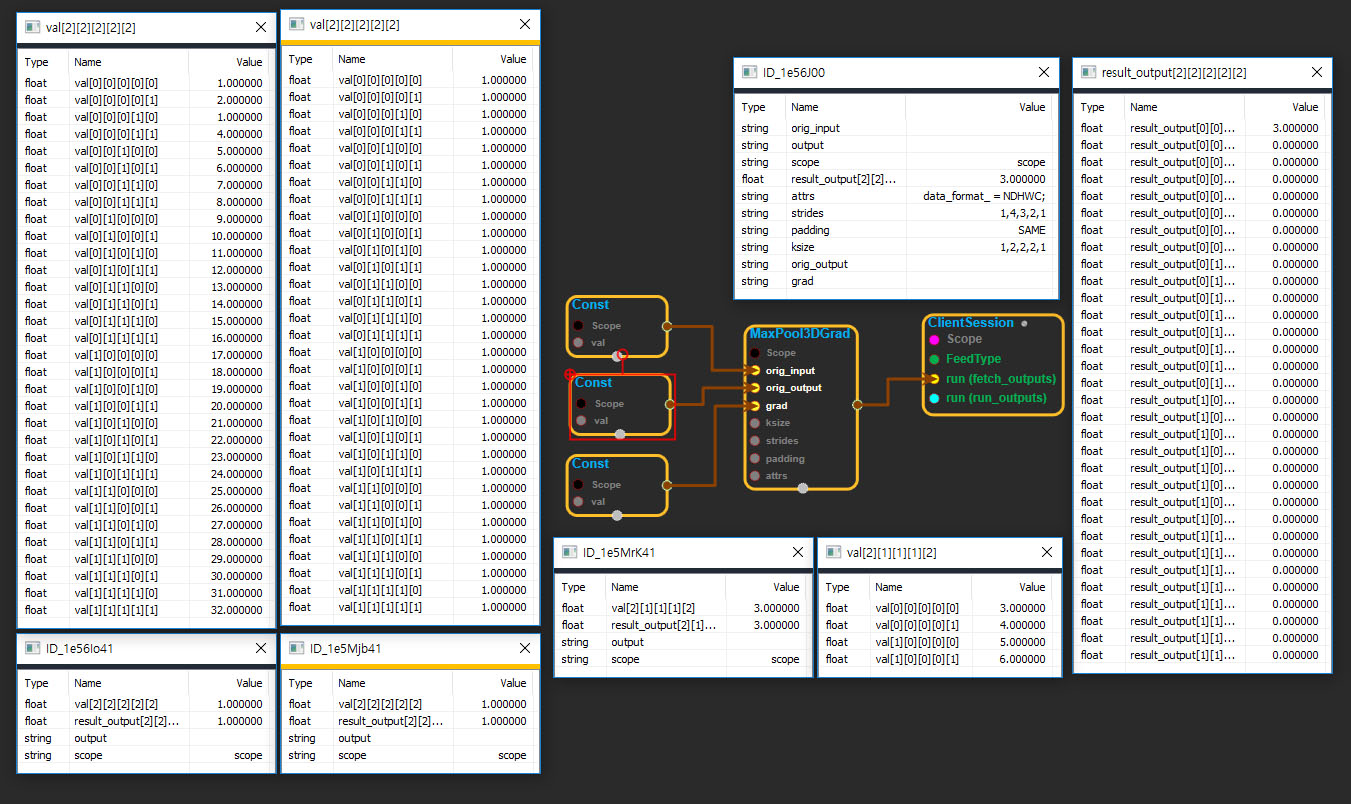 val[2][2][2][2][2]
Type Name Value
float val[0][0][0][0][0] 1.000000
float val[0][0][0][0][1] 2.000000
float val[0][0][0][1][0] 1.000000
float val[0][0][0][1][1] 4.000000
float val[0][0][1][0][0] 5.000000
float val[0][0][1][0][1] 6.000000
float val[0][0][1][1][0] 7.000000
float val[0][0][1][1][1] 8.000000
float val[0][1][0][0][0] 9.000000
float val[0][1][0][0][1] 10.000000
float val[0][1][0][1][0] 11.000000
float val[0][1][0][1][1] 12.000000
float val[0][1][1][0][0] 13.000000
float val[0][1][1][0][1] 14.000000
float val[0][1][1][1][0] 15.000000
float val[0][1][1][1][1] 16.000000
float val[1][0][0][0][0] 17.000000
float val[1][0][0][0][1] 18.000000
float val[1][0][0][1][0] 19.000000
float val[1][0][0][1][1] 20.000000
float val[1][0][1][0][0] 21.000000
float val[1][0][1][0][1] 22.000000
float val[1][0][1][1][0] 23.000000
float val[1][0][1][1][1] 24.000000
float val[1][1][0][0][0] 25.000000
float val[1][1][0][0][1] 26.000000
float val[1][1][0][1][0] 27.000000
float val[1][1][0][1][1] 28.000000
float val[1][1][1][0][0] 29.000000
float val[1][1][1][0][1] 30.000000
float val[1][1][1][1][0] 31.000000
float val[1][1][1][1][1] 32.000000
val[2][2][2][2][2]
Type Name Value
float val[0][0][0][0][0] 1.000000
float val[0][0][0][0][1] 1.000000
float val[0][0][0][1][0] 1.000000
float val[0][0][0][1][1] 1.000000
float val[0][0][1][0][0] 1.000000
float val[0][0][1][0][1] 1.000000
float val[0][0][1][1][0] 1.000000
float val[0][0][1][1][1] 1.000000
float val[0][1][0][0][0] 1.000000
float val[0][1][0][0][1] 1.000000
float val[0][1][0][1][0] 1.000000
float val[0][1][0][1][1] 1.000000
float val[0][1][1][0][0] 1.000000
float val[0][1][1][0][1] 1.000000
float val[0][1][1][1][0] 1.000000
float val[0][1][1][1][1] 1.000000
float val[1][0][0][0][0] 1.000000
float val[1][0][0][0][1] 1.000000
float val[1][0][0][1][0] 1.000000
float val[1][0][0][1][1] 1.000000
float val[1][0][1][0][0] 1.000000
float val[1][0][1][0][1] 1.000000
float val[1][0][1][1][0] 1.000000
float val[1][0][1][1][1] 1.000000
float val[1][1][0][0][0] 1.000000
float val[1][1][0][0][1] 1.000000
float val[1][1][0][1][0] 1.000000
float val[1][1][0][1][1] 1.000000
float val[1][1][1][0][0] 1.000000
float val[1][1][1][0][1] 1.000000
float val[1][1][1][1][0] 1.000000
float val[1][1][1][1][1] 1.000000
ID_1e56J00
Type Name Value
string orig_input
string output
string scope scope
float result_output[2][2]... 3.000000
string attrs data_format_ = NDHWC;
string strides 1,4,3,2,1
string padding SAME
string ksize 1,2,2,2,1
string orig_output
string grad
result_output[2][2][2][2][2]
Type Name Value
float result_output[0][0]... 3.000000
float result_output[0][0]... 0.000000
float result_output[0][0]... 0.000000
float result_output[0][0]... 0.000000
float result_output[0][0]... 0.000000
float result_output[0][0]... 0.000000
float result_output[0][0]... 0.000000
float result_output[0][0]... 0.000000
float result_output[0][1]... 0.000000
float result_output[0][1]... 0.000000
float result_output[0][1]... 0.000000
float result_output[0][1]... 0.000000
float result_output[0][1]... 0.000000
float result_output[0][1]... 0.000000
float result_output[0][1]... 0.000000
float result_output[0][1]... 0.000000
float result_output[1][0]... 0.000000
float result_output[1][0]... 0.000000
float result_output[1][0]... 0.000000
float result_output[1][0]... 0.000000
float result_output[1][0]... 0.000000
float result_output[1][0]... 0.000000
float result_output[1][0]... 0.000000
float result_output[1][0]... 0.000000
float result_output[1][1]... 0.000000
float result_output[1][1]... 0.000000
float result_output[1][1]... 0.000000
float result_output[1][1]... 0.000000
float result_output[1][1]... 0.000000
float result_output[1][1]... 0.000000
float result_output[1][1]... 0.000000
float result_output[1][1]... 0.000000
Const
Scope
val
Const
Scope
val
Const
Scope
val
MaxPool3DGrad
Scope
orig_input
orig_output
grad
ksize
strides
padding
attrs
ClientSession
Scope
FeedType
run (fetch_outputs)
run (run_outputs)
ID_1e5MrK41
Type Name Value
float val[2][1][1][1][2] 3.000000
float result_output[2][1]... 3.000000
string output
string scope scope
val[2][1][1][1][2]
Type Name Value
float val[0][0][0][0][0] 3.000000
float val[0][0][0][0][1] 4.000000
float val[1][0][0][0][0] 5.000000
float val[1][0][0][0][1] 6.000000
ID_1e56Io41
Type Name Value
float val[2][2][2][2][2] 1.000000
float result_output[2][2]... 1.000000
string output
string scope scope
ID_1e5Mjb41
Type Name Value
float val[2][2][2][2][2] 1.000000
float result_output[2][2]... 1.000000
string output
string scope scope